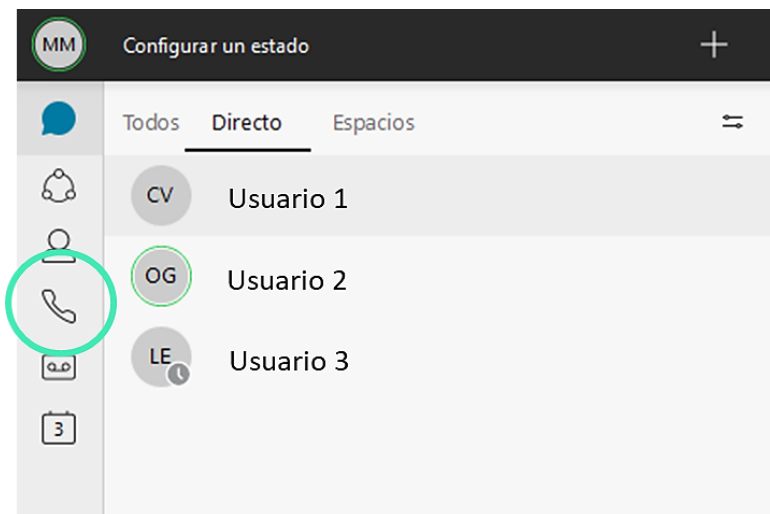 MM Configurar un estado
Todos Directo Espacios
CV Usuario 1
OG Usuario 2
LE Usuario 3
3